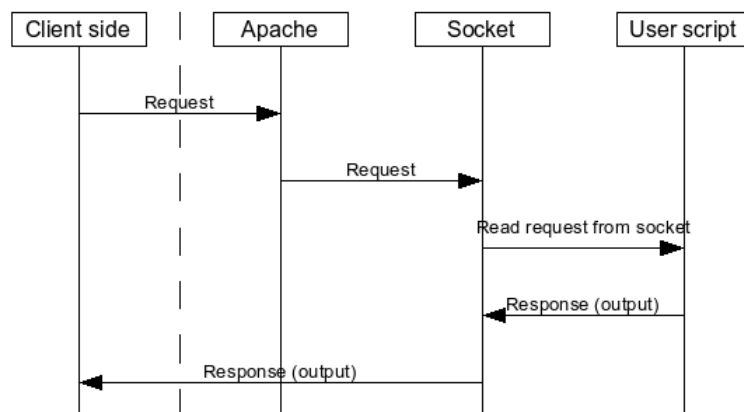 Client side
Apache
Socket
User script
Request
Request
Read request from socket
Response (output)
Response (output)